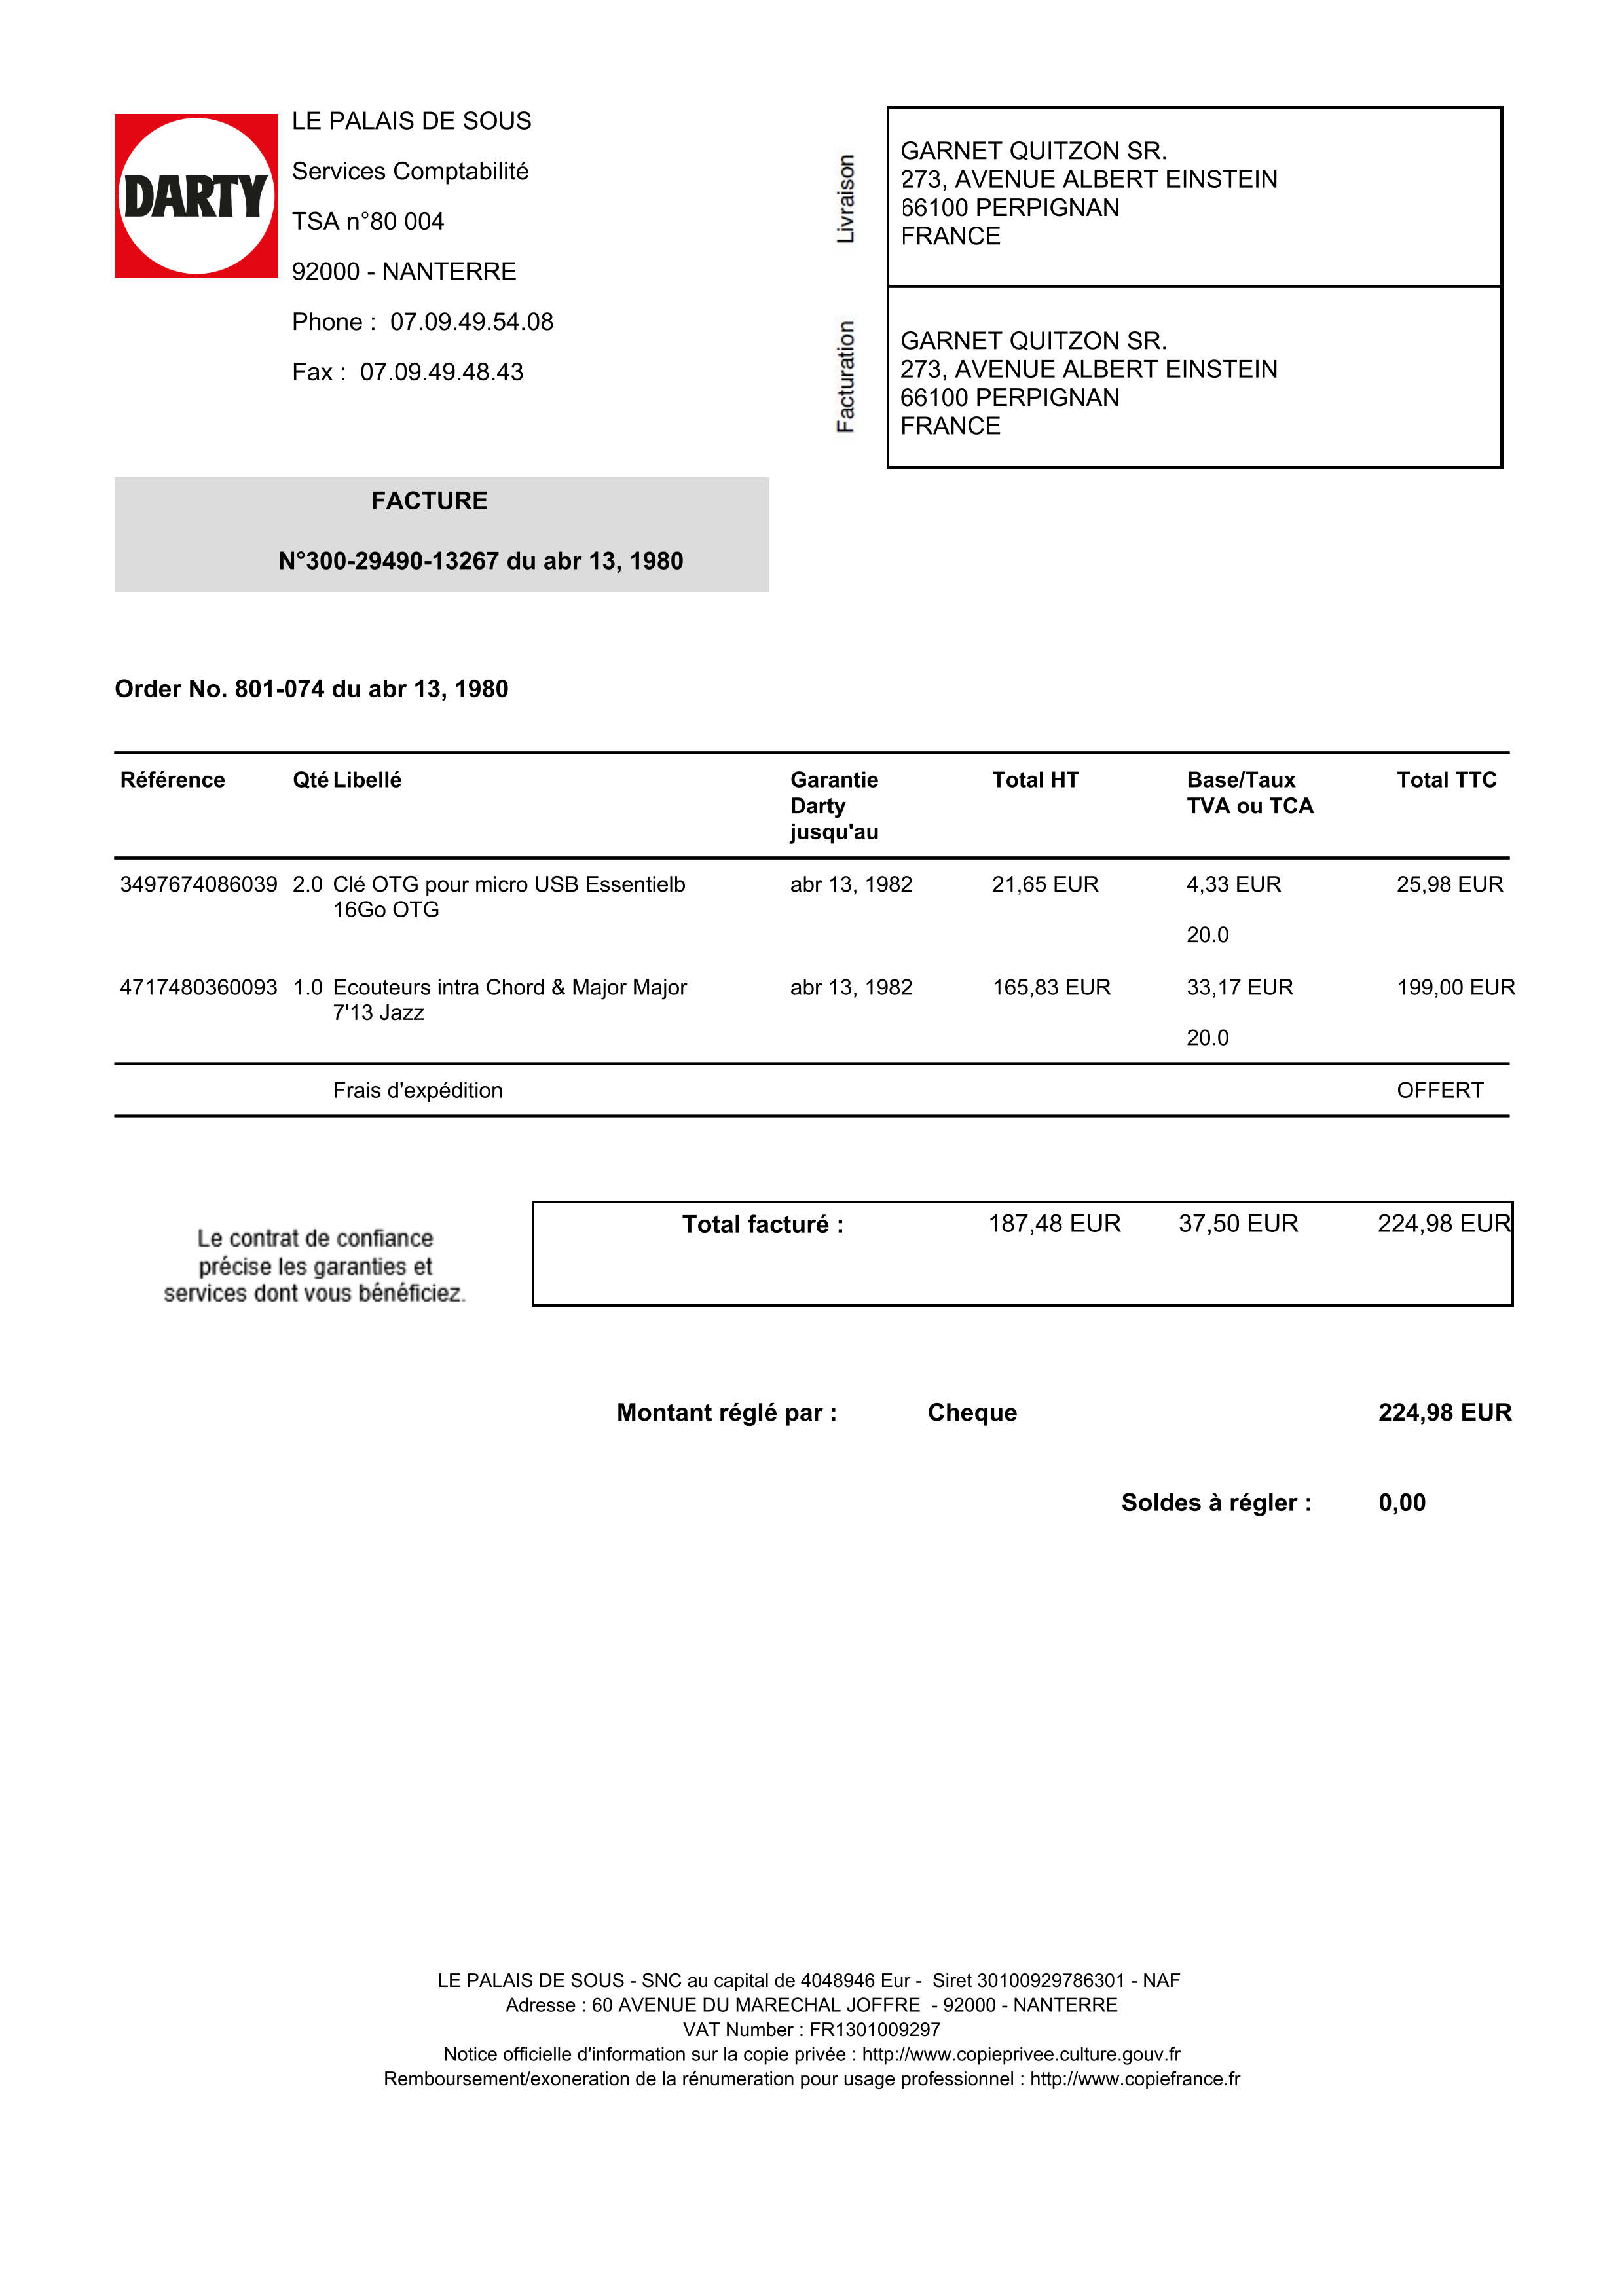 DARTY
LE PALAIS DE SOUS
Services Comptabilité
TSA n°80 004
92000 - NANTERRE
Phone : 07.09.49.54.08
Fax : 07.09.49.48.43
Livraison
GARNET QUITZON SR.
273, AVENUE ALBERT EINSTEIN
66100 PERPIGNAN
FRANCE
Facturation
GARNET QUITZON SR.
273, AVENUE ALBERT EINSTEIN
66100 PERPIGNAN
FRANCE
FACTURE
N°300-29490-13267 du abr 13, 1980
Order No. 801-074 du abr 13, 1980
Référence Qté Libellé Garantie Total HT Base/Taux Total TTC
Darty TVA ou TCA
jusqu'au
3497674086039 2.0 Clé OTG pour micro USB Essentielb abr 13, 1982 21,65 EUR 4,33 EUR 25,98 EUR
16Go OTG
20.0
4717480360093 1.0 Ecouteurs intra Chord & Major Major abr 13, 1982 165,83 EUR 33,17 EUR 199,00 EUR
7'13 Jazz
20.0
Frais d'expédition OFFERT
Total facturé : 187,48 EUR 37,50 EUR 224,98 EUR
Le contrat de confiance
précise les garanties et
services dont vous bénéficiez.
Montant réglé par : Cheque 224,98 EUR
Soldes à régler : 0,00
LE PALAIS DE SOUS - SNC au capital de 4048946 Eur - Siret 30100929786301 - NAF
Adresse : 60 AVENUE DU MARECHAL JOFFRE - 92000 - NANTERRE
VAT Number : FR1301009297
Notice officielle d'information sur la copie privée : http://www.copieprivee.culture.gouv.fr
Remboursement/exoneration de la rénumeration pour usage professionnel : http://www.copiefrance.fr